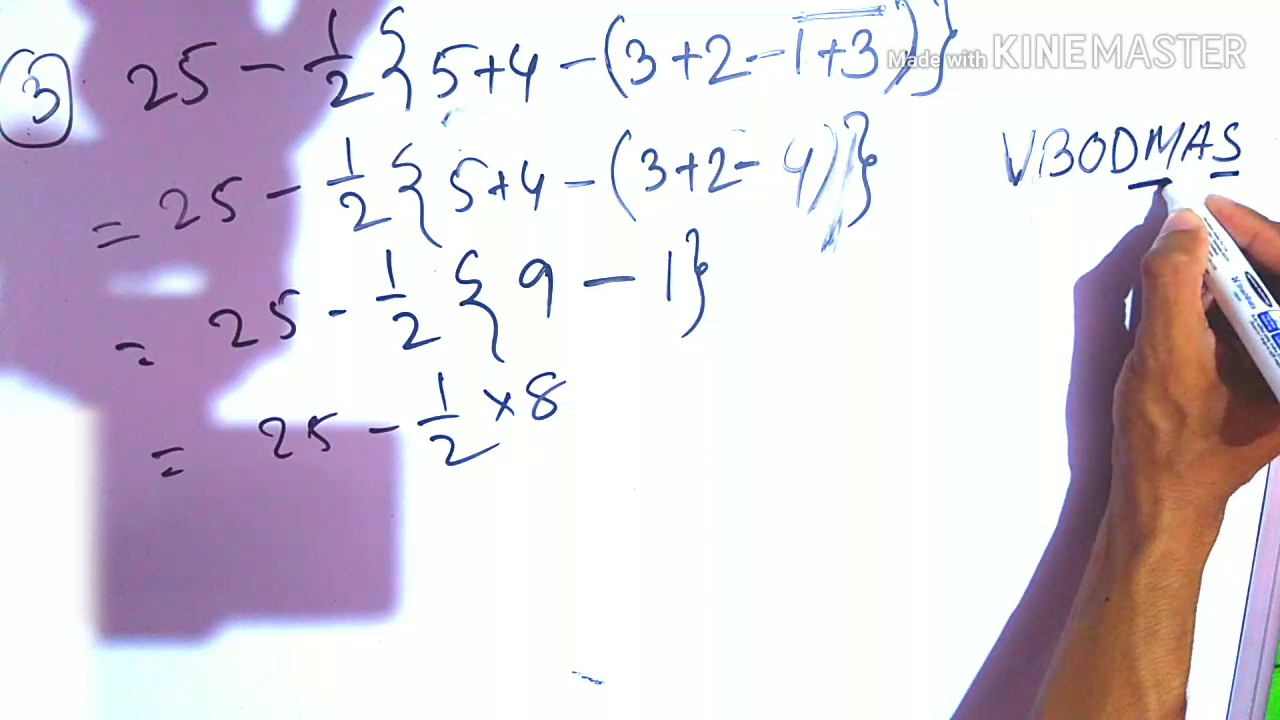 (3) 25 - 1/2 { 5+4 - (3+2-1+3) }
Made with KINEMASTER
= 25 - 1/2 { 5+4 - (3+2-4) }
VBODMAS
= 25 - 1/2 { 9 - 1 }
= 25 - 1/2 × 8